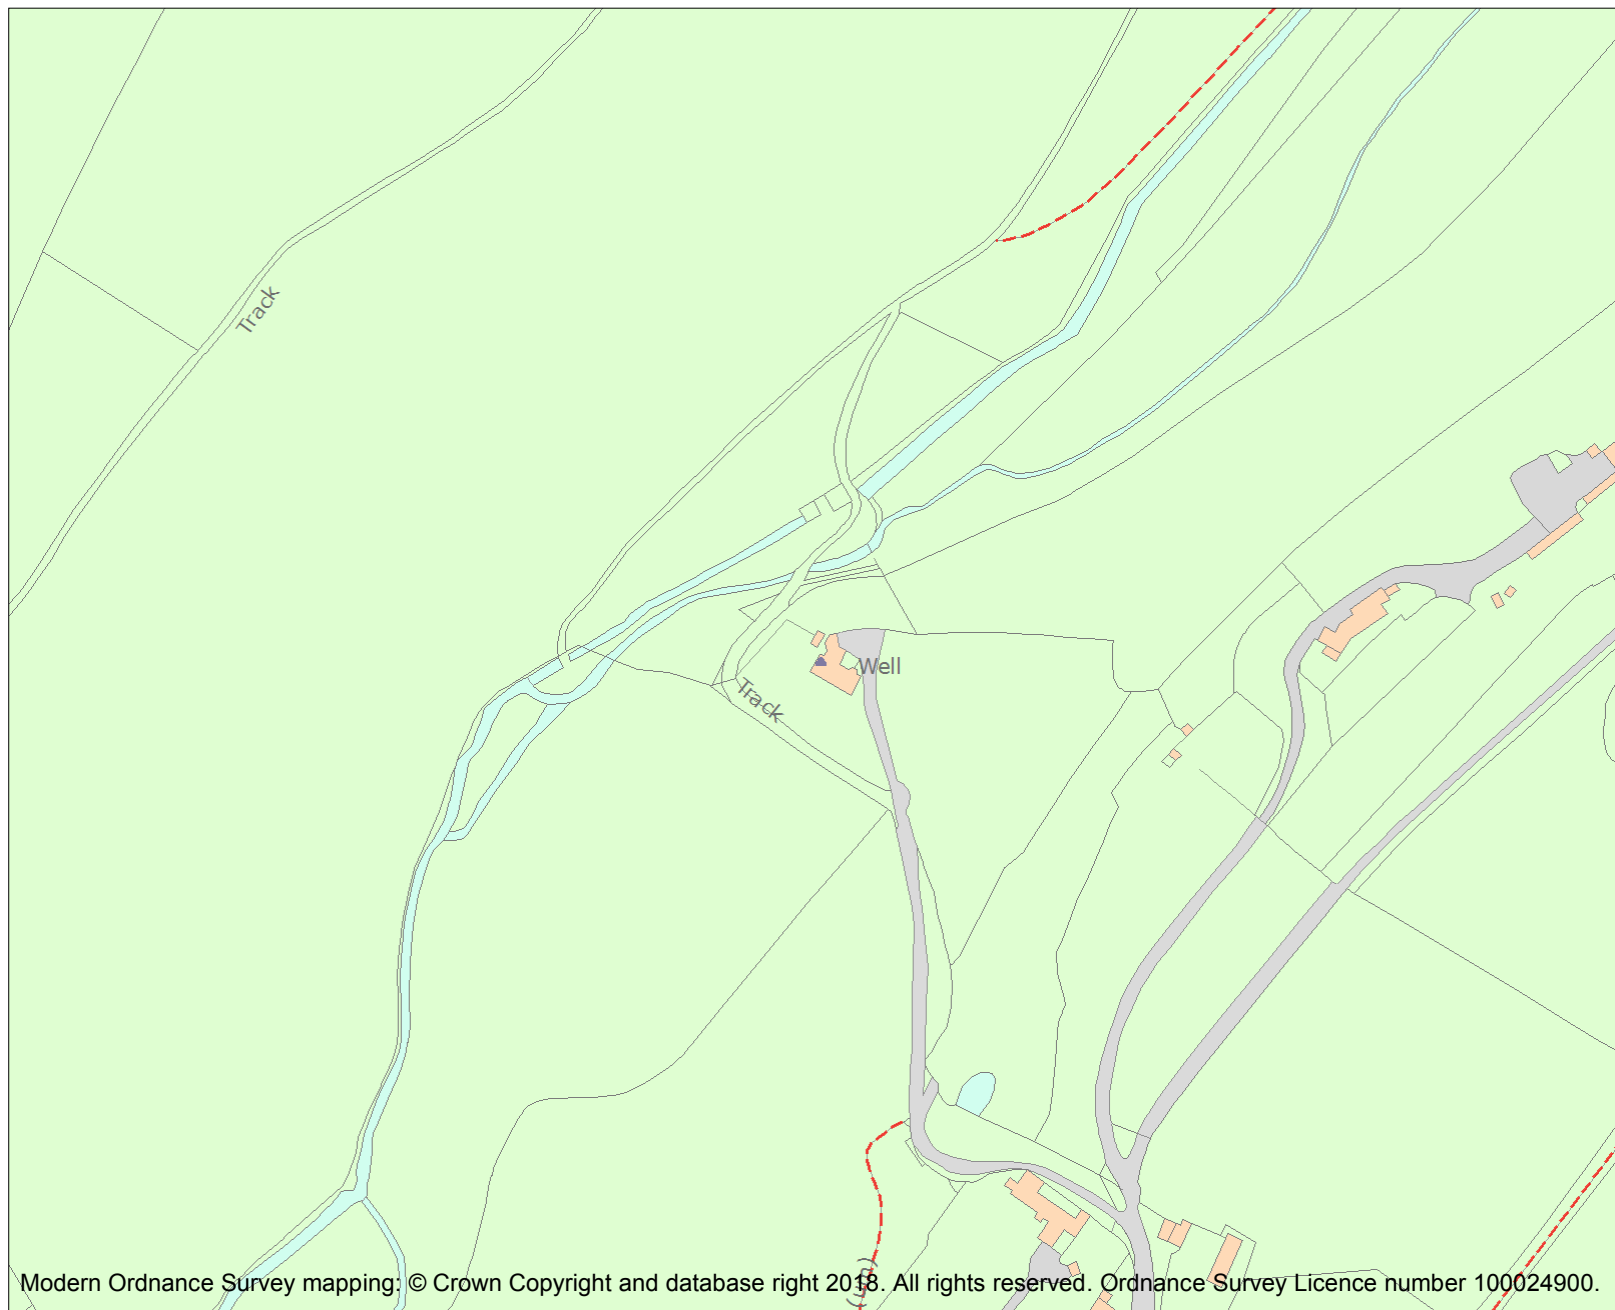 Track
Well
Track
(um)
Modern Ordnance Survey mapping: © Crown Copyright and database right 2018. All rights reserved. Ordnance Survey Licence number 100024900.